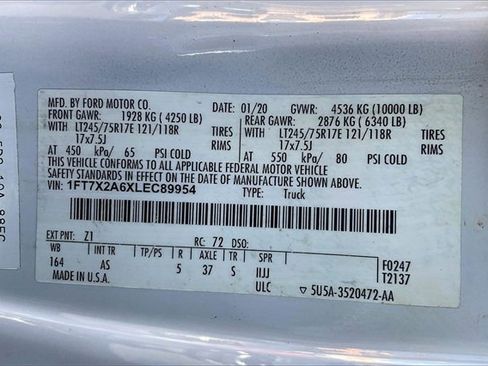 MFD. BY FORD MOTOR CO. 01/20 GVWR: 4536 KG (10000 LB)
FRONT GAWR: 1928 KG (4250 LB) REAR GAWR: 2876 KG (6340 LB)
WITH LT245/75R17E 121/118R TIRES WITH LT245/75R17E 121/118R TIRES
17x7.5J RIMS 17x7.5J RIMS
AT 450 kPa/ 65 PSI COLD AT 550 kPa/ 80 PSI COLD
THIS VEHICLE CONFORMS TO ALL APPLICABLE FEDERAL MOTOR VEHICLE
SAFETY STANDARDS IN EFFECT ON THE DATE OF MANUFACTURE SHOWN ABOVE.
VIN: 1FT7X2A6XLEC89954 TYPE: Truck
EXT PNT: Z1 RC: 72 DSO:
WB INT TR TP/PS R AXLE TR SPR F0247
164 AS 5 37 S IIJJ T2137
MADE IN U.S.A. ULC ▽ 5U5A-3520472-AA